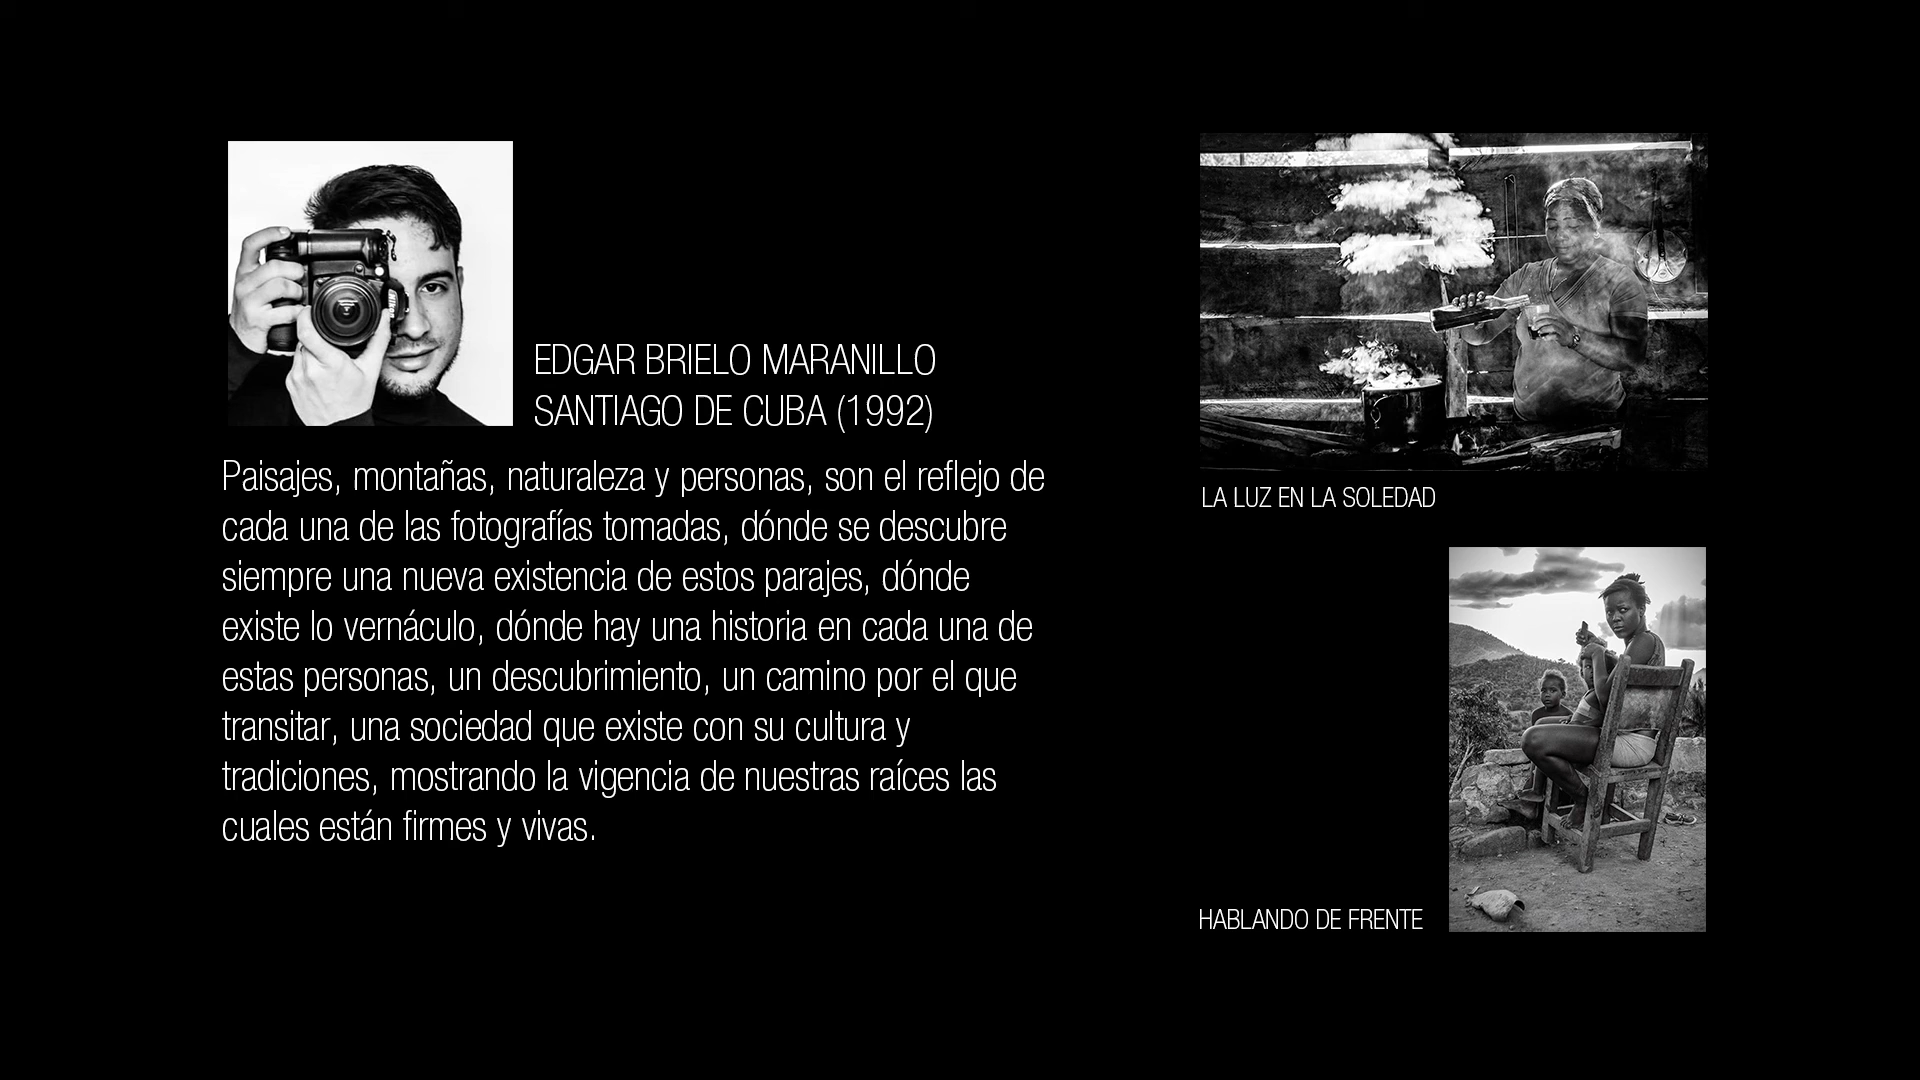 EDGAR BRIELO MARANILLO
SANTIAGO DE CUBA (1992)
Paisajes, montañas, naturaleza y personas, son el reflejo de
cada una de las fotografías tomadas, dónde se descubre
siempre una nueva existencia de estos parajes, dónde
existe lo vernáculo, dónde hay una historia en cada una de
estas personas, un descubrimiento, un camino por el que
transitar, una sociedad que existe con su cultura y
tradiciones, mostrando la vigencia de nuestras raíces las
cuales están firmes y vivas.
LA LUZ EN LA SOLEDAD
HABLANDO DE FRENTE